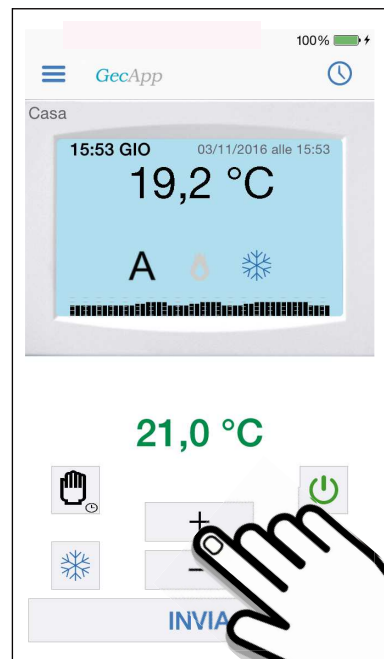 100%
GecApp
Casa
15:53 GIO 03/11/2016 alle 15:53
19,2 °C
A
21,0 °C
+
−
INVIA